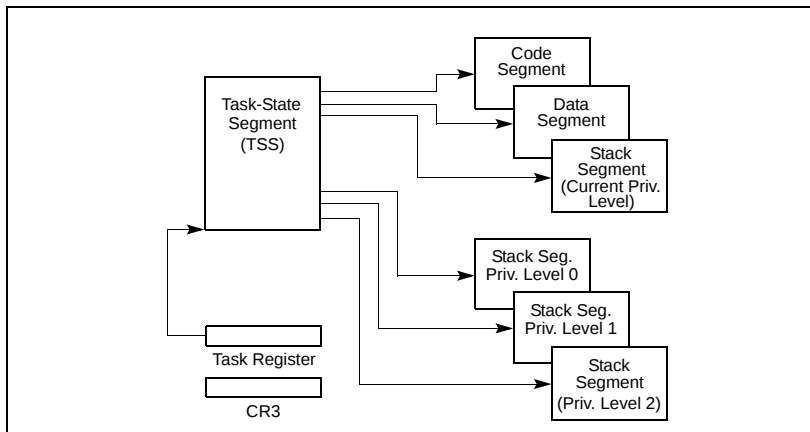 Code
Segment
Task-State
Segment
(TSS)
Data
Segment
Stack
Segment
(Current Priv.
Level)
Stack Seg.
Priv. Level 0
Stack Seg.
Priv. Level 1
Stack
Segment
(Priv. Level 2)
Task Register
CR3